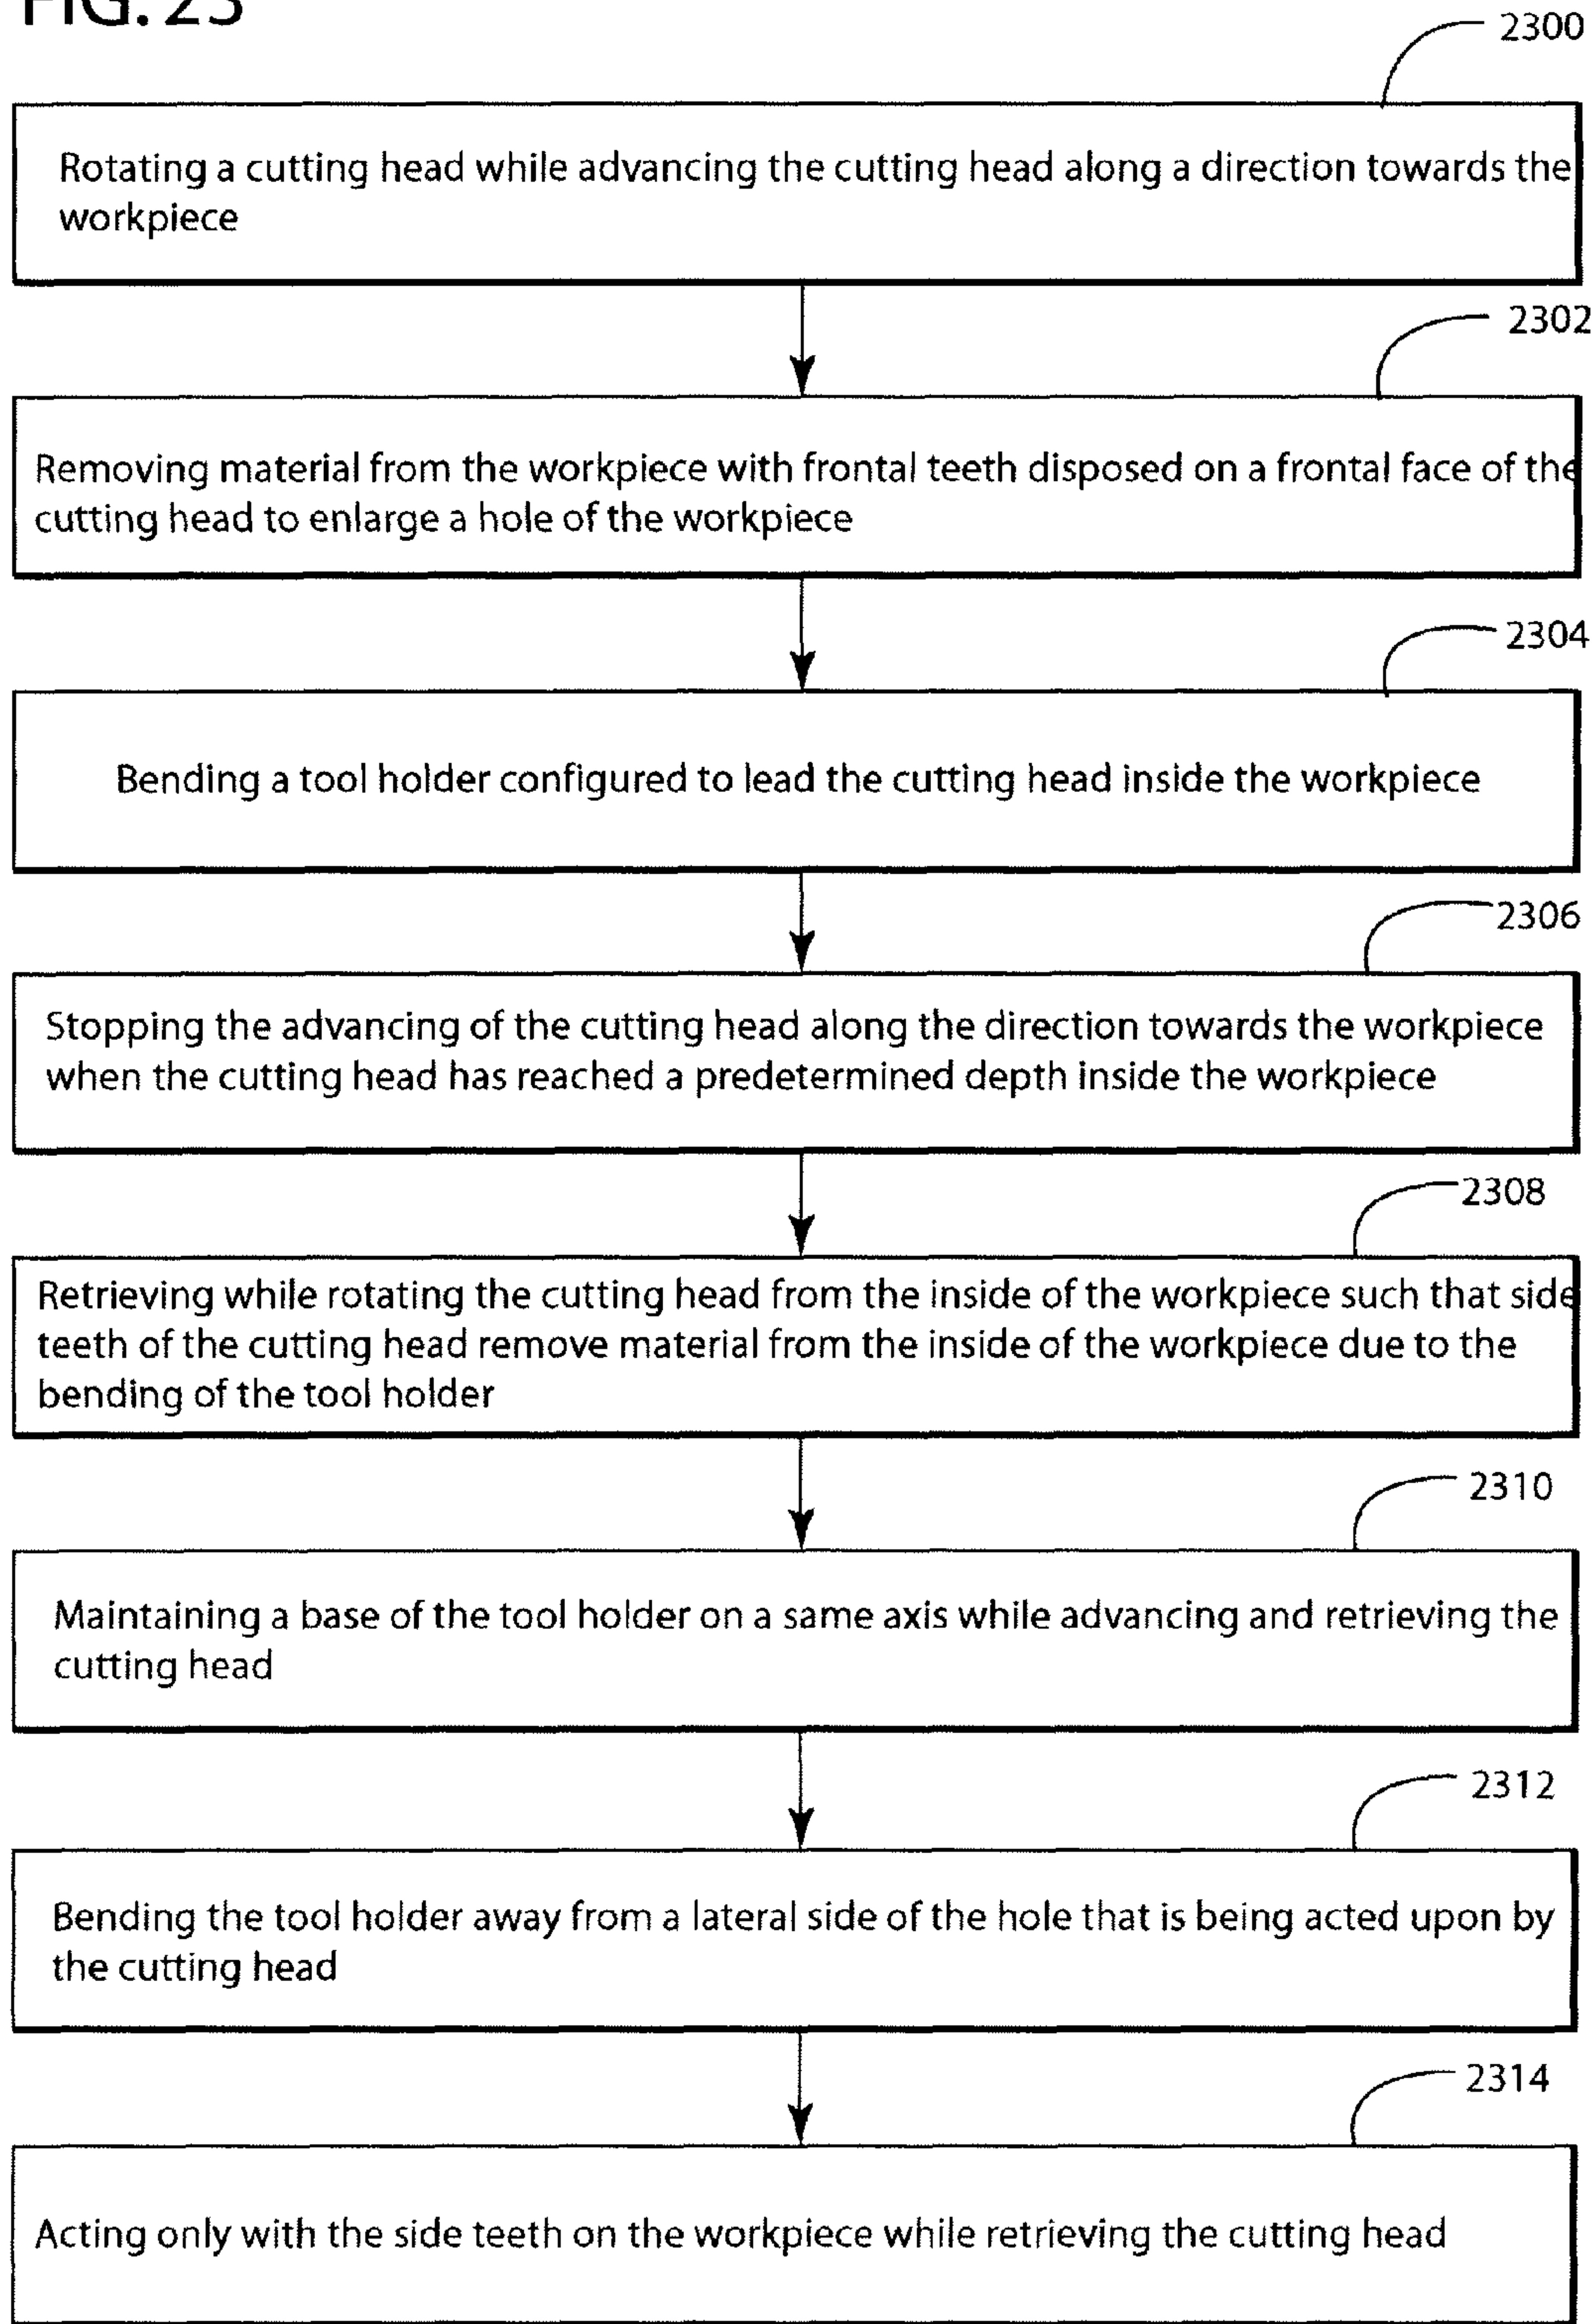 FIG. 23
2300
Rotating a cutting head while advancing the cutting head along a direction towards the
workpiece
2302
Removing material from the workpiece with frontal teeth disposed on a frontal face of the
cutting head to enlarge a hole of the workpiece
2304
Bending a tool holder configured to lead the cutting head inside the workpiece
2306
Stopping the advancing of the cutting head along the direction towards the workpiece
when the cutting head has reached a predetermined depth inside the workpiece
2308
Retrieving while rotating the cutting head from the inside of the workpiece such that side
teeth of the cutting head remove material from the inside of the workpiece due to the
bending of the tool holder
2310
Maintaining a base of the tool holder on a same axis while advancing and retrieving the
cutting head
2312
Bending the tool holder away from a lateral side of the hole that is being acted upon by
the cutting head
2314
Acting only with the side teeth on the workpiece while retrieving the cutting head